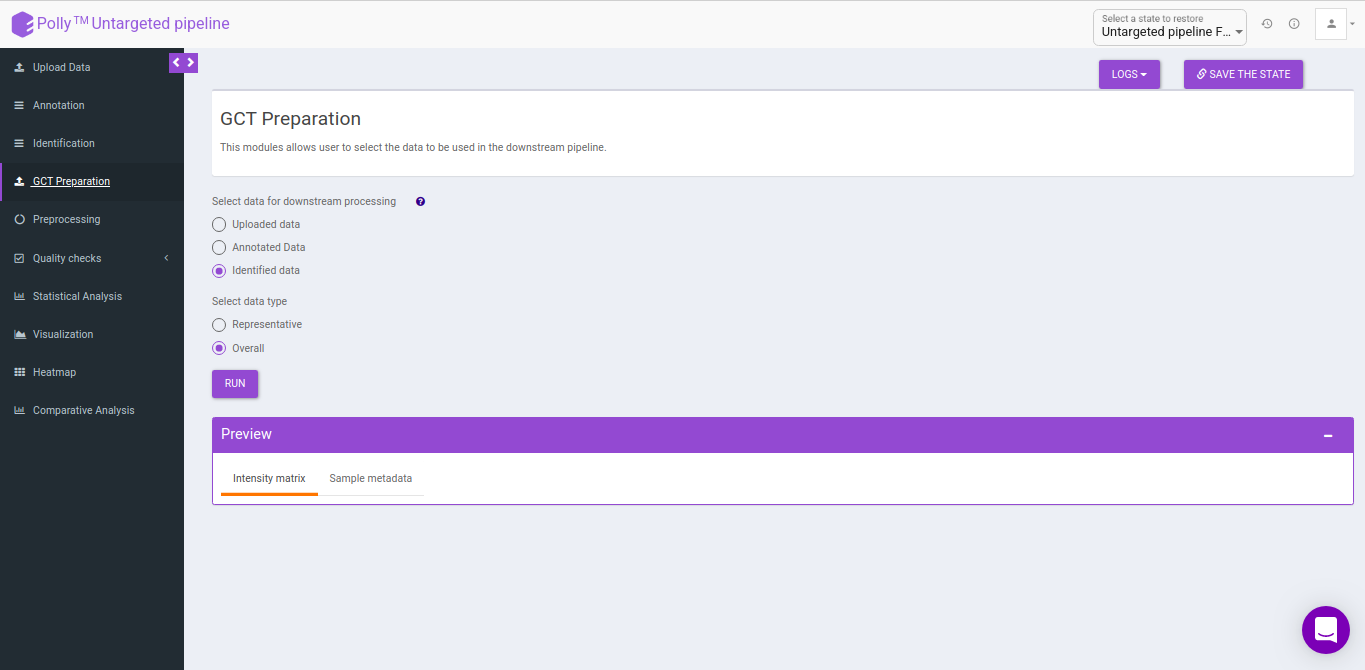 Polly™ Untargeted pipeline
Select a state to restore
Untargeted pipeline F...
Upload Data
Annotation
Identification
GCT Preparation
Preprocessing
Quality checks
Statistical Analysis
Visualization
Heatmap
Comparative Analysis
LOGS
SAVE THE STATE
GCT Preparation
This modules allows user to select the data to be used in the downstream pipeline.
Select data for downstream processing ?
Uploaded data
Annotated Data
Identified data
Select data type
Representative
Overall
RUN
Preview
Intensity matrix Sample metadata